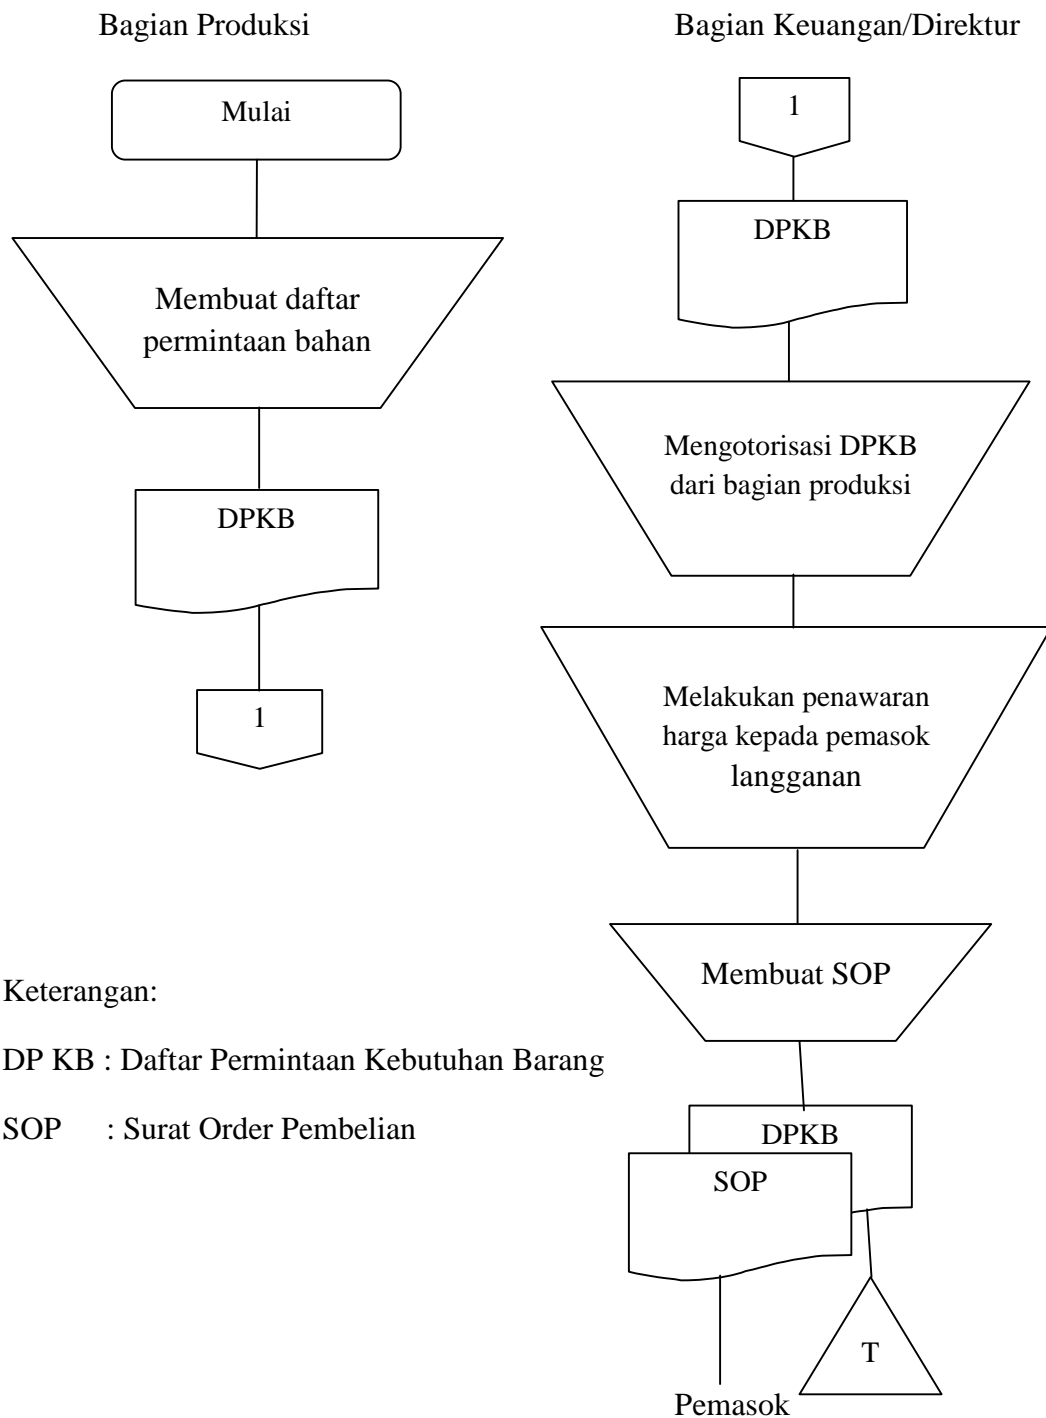 Bagian Produksi
Mulai
Membuat daftar
permintaan bahan
DPKB
1
Bagian Keuangan/Direktur
1
DPKB
Mengotorisasi DPKB
dari bagian produksi
Melakukan penawaran
harga kepada pemasok
langganan
Membuat SOP
DPKB
SOP
T
Pemasok
Keterangan:
DP KB : Daftar Permintaan Kebutuhan Barang
SOP : Surat Order Pembelian